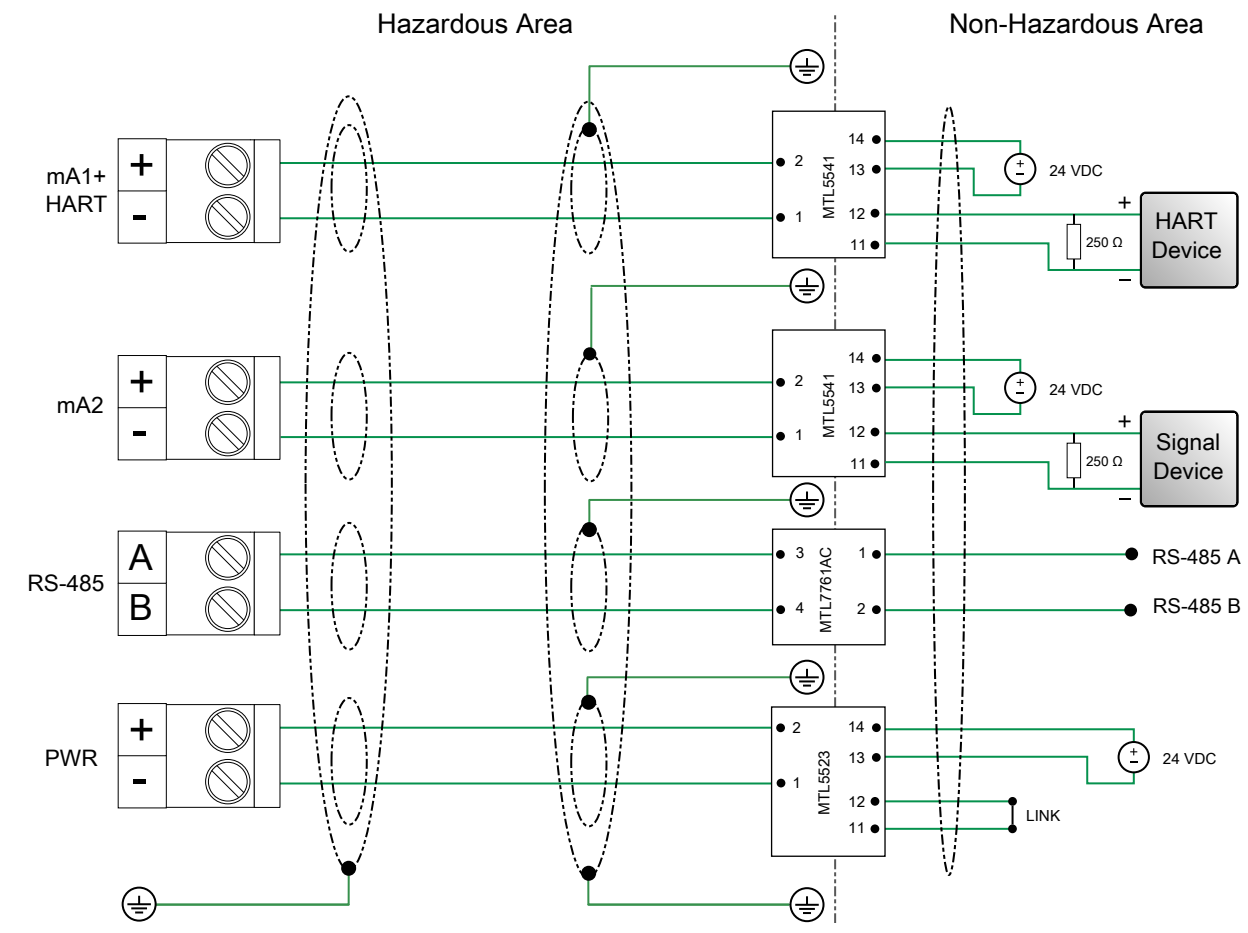 Hazardous Area
Non-Hazardous Area
mA1+
HART
+
-
2
1
MTL5541
14
13
12
11
+
-
24 VDC
250 Ω
+
−
HART
Device
mA2
+
-
2
1
MTL5541
14
13
12
11
+
-
24 VDC
250 Ω
+
−
Signal
Device
RS-485
A
B
3
4
MTL7761AC
1
2
RS-485 A
RS-485 B
PWR
+
-
2
1
MTL5523
14
13
12
11
+
-
24 VDC
LINK